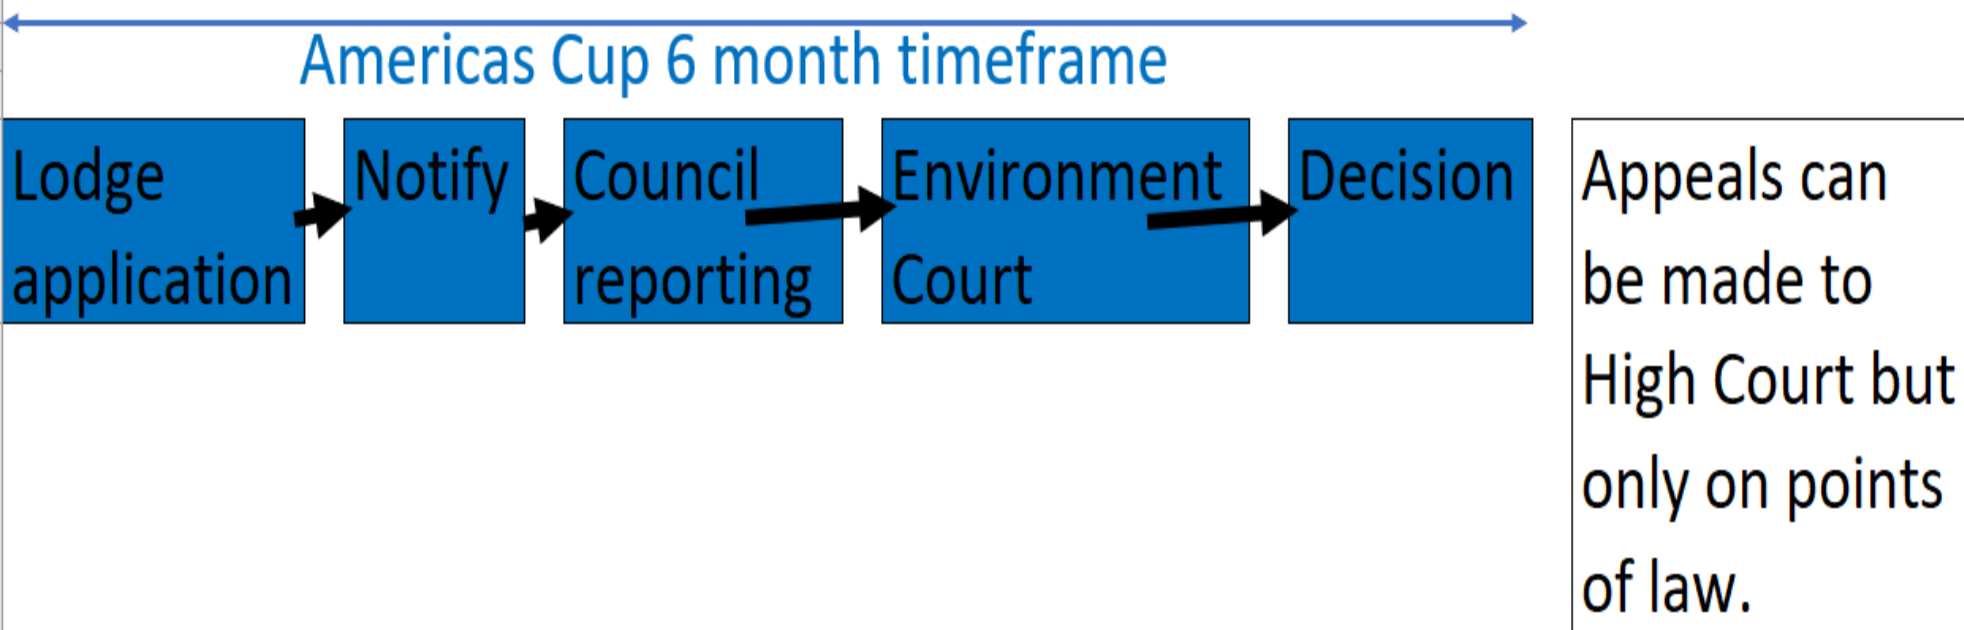 Americas Cup 6 month timeframe
Lodge
application
Notify
Council
reporting
Environment
Court
Decision
Appeals can
be made to
High Court but
only on points
of law.